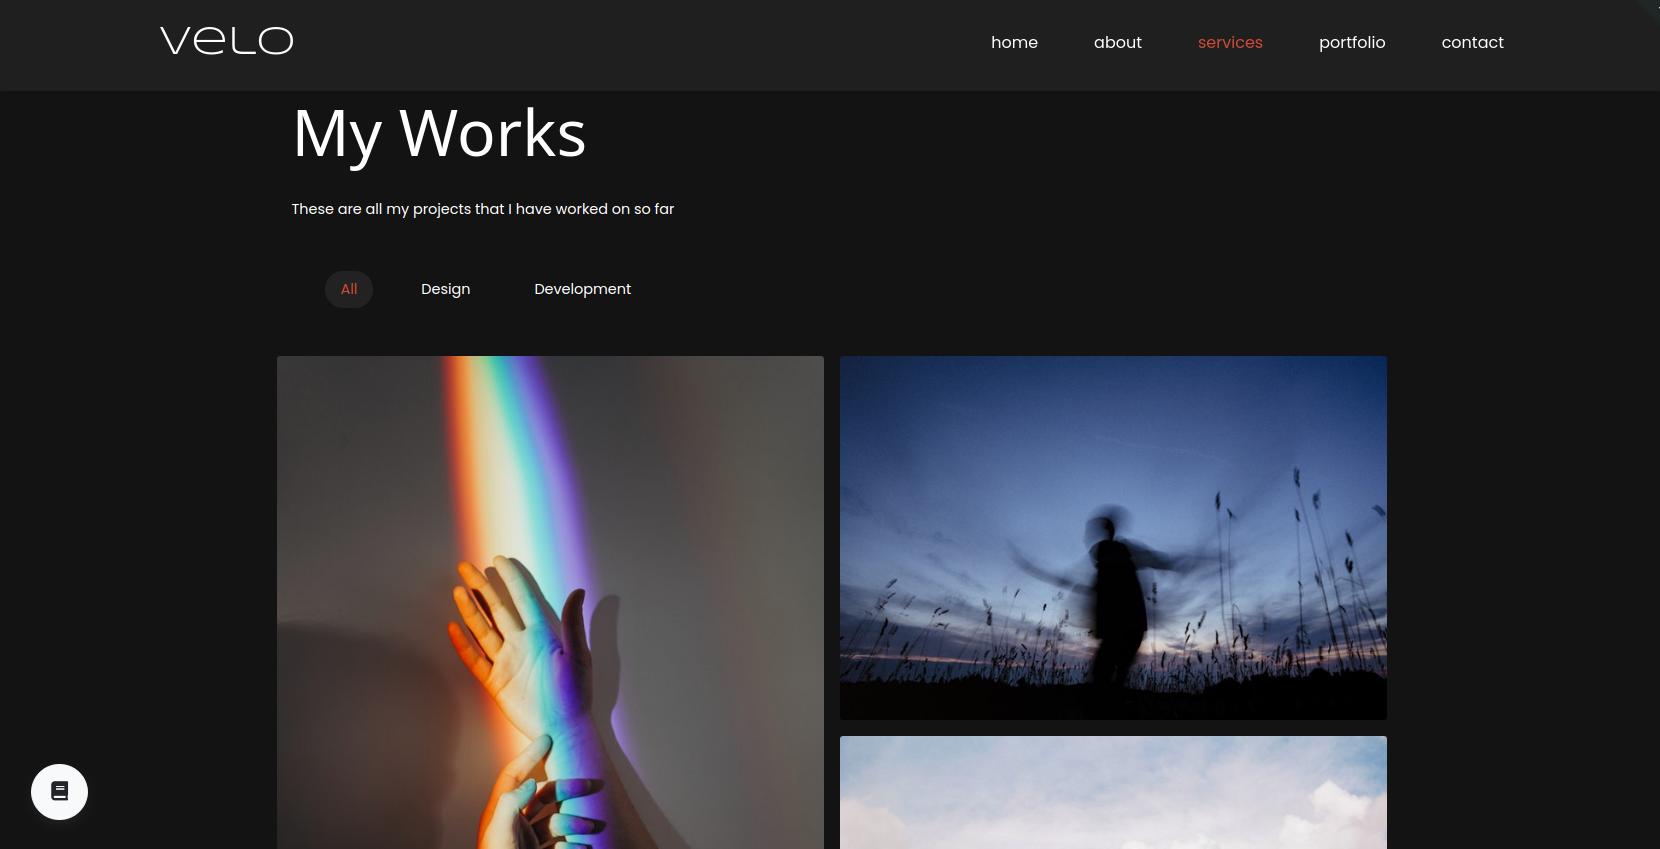 velo
home about services portfolio contact
My Works
These are all my projects that I have worked on so far
All Design Development